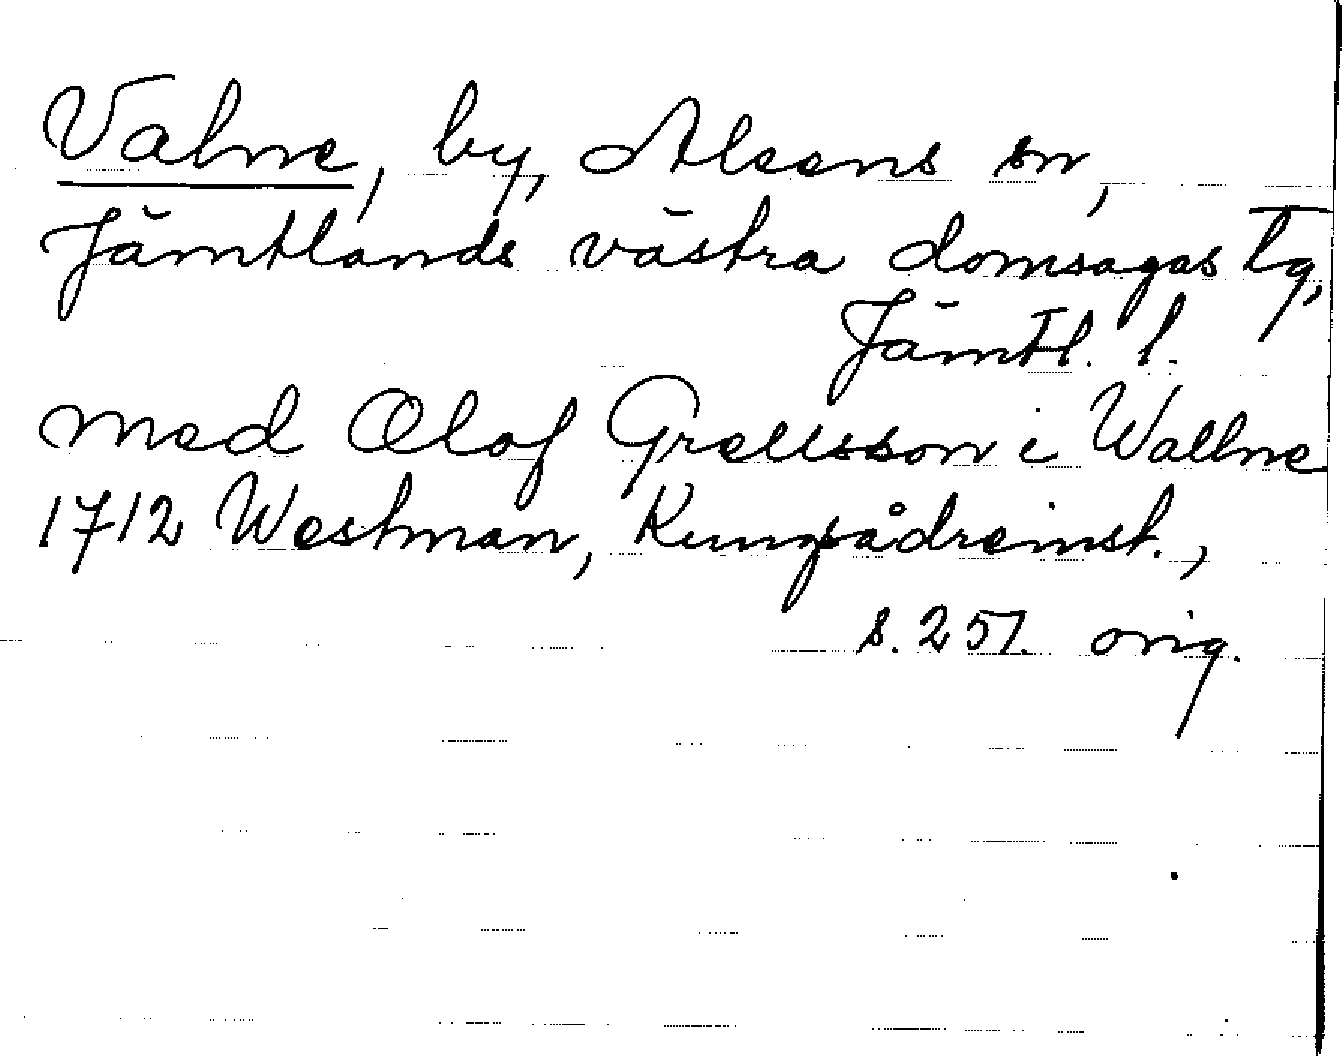 Valne, by, Alsens sn,
Jämtlands västra domsagas tg,
Jämtl. l.
med Olof Grelsson i Wallne
1712 Westman, Kungsådreinst.,
s. 257. orig.